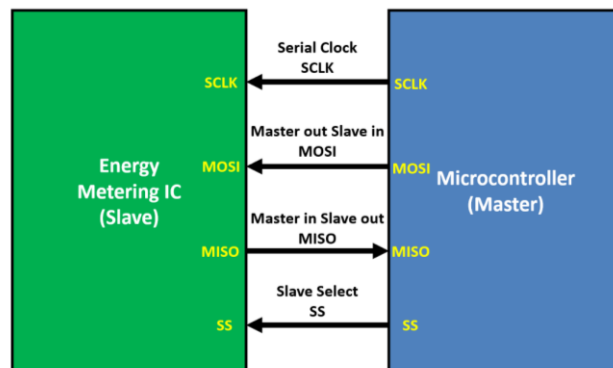 Serial Clock
SCLK
SCLK
SCLK
Master out Slave in
MOSI
MOSI
MOSI
Energy
Metering IC
(Slave)
Microcontroller
(Master)
Master in Slave out
MISO
MISO
MISO
Slave Select
SS
SS
SS